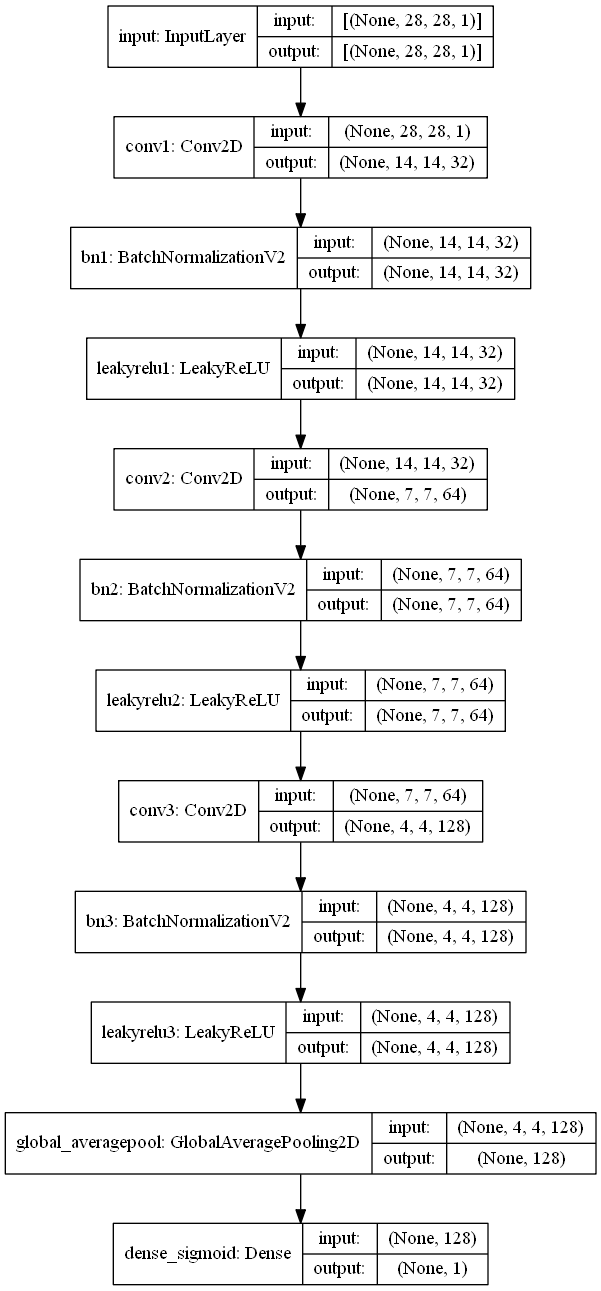 input: InputLayer
input: [(None, 28, 28, 1)]
output: [(None, 28, 28, 1)]
conv1: Conv2D
input: (None, 28, 28, 1)
output: (None, 14, 14, 32)
bn1: BatchNormalizationV2
input: (None, 14, 14, 32)
output: (None, 14, 14, 32)
leakyrelu1: LeakyReLU
input: (None, 14, 14, 32)
output: (None, 14, 14, 32)
conv2: Conv2D
input: (None, 14, 14, 32)
output: (None, 7, 7, 64)
bn2: BatchNormalizationV2
input: (None, 7, 7, 64)
output: (None, 7, 7, 64)
leakyrelu2: LeakyReLU
input: (None, 7, 7, 64)
output: (None, 7, 7, 64)
conv3: Conv2D
input: (None, 7, 7, 64)
output: (None, 4, 4, 128)
bn3: BatchNormalizationV2
input: (None, 4, 4, 128)
output: (None, 4, 4, 128)
leakyrelu3: LeakyReLU
input: (None, 4, 4, 128)
output: (None, 4, 4, 128)
global_averagepool: GlobalAveragePooling2D
input: (None, 4, 4, 128)
output: (None, 128)
dense_sigmoid: Dense
input: (None, 128)
output: (None, 1)